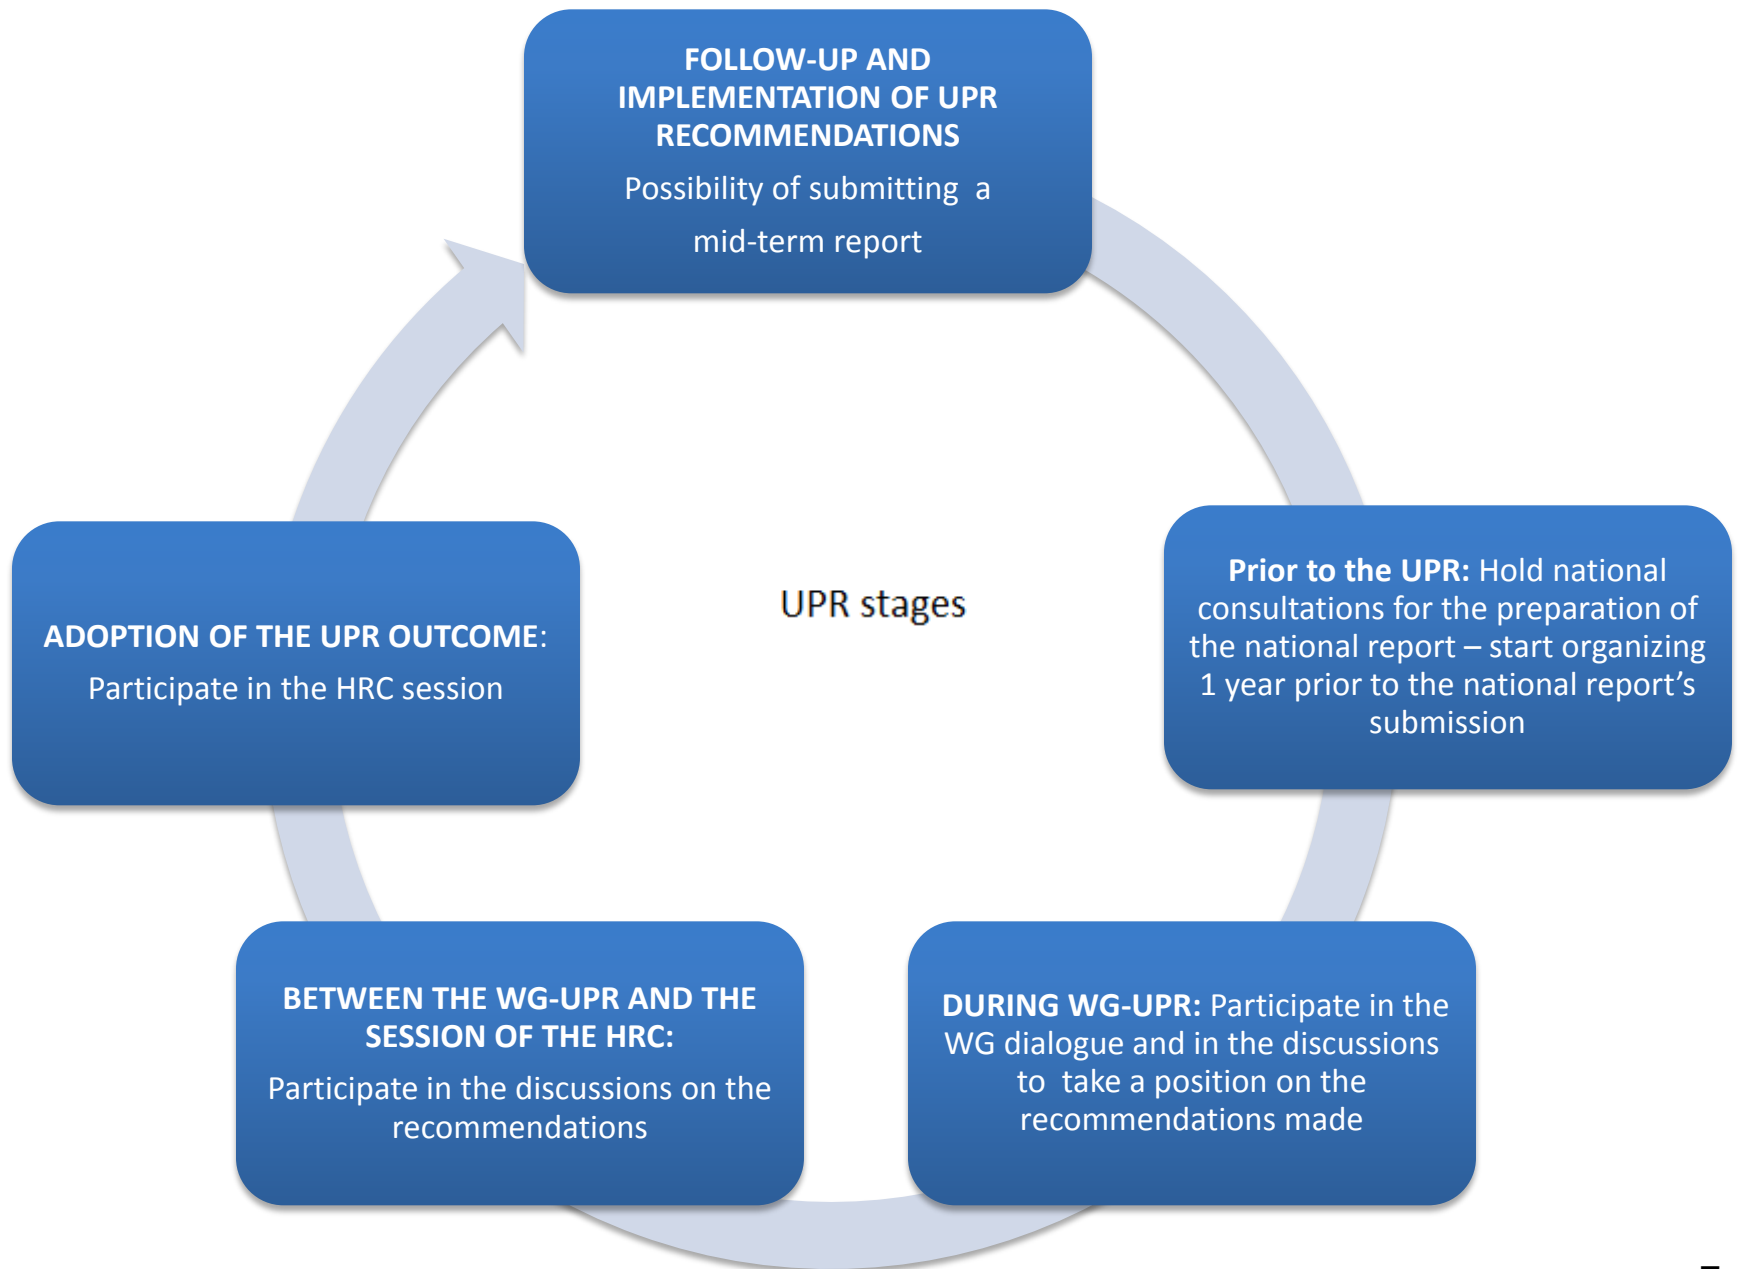 FOLLOW-UP AND
IMPLEMENTATION OF UPR
RECOMMENDATIONS
Possibility of submitting  a
mid-term report
Prior to the UPR: Hold national
consultations for the preparation of
the national report – start organizing
1 year prior to the national report’s
submission
DURING WG-UPR: Participate in the
WG dialogue and in the discussions
to  take a position on the
recommendations made
BETWEEN THE WG-UPR AND THE
SESSION OF THE HRC:
Participate in the discussions on the
recommendations
ADOPTION OF THE UPR OUTCOME:
Participate in the HRC session
UPR stages